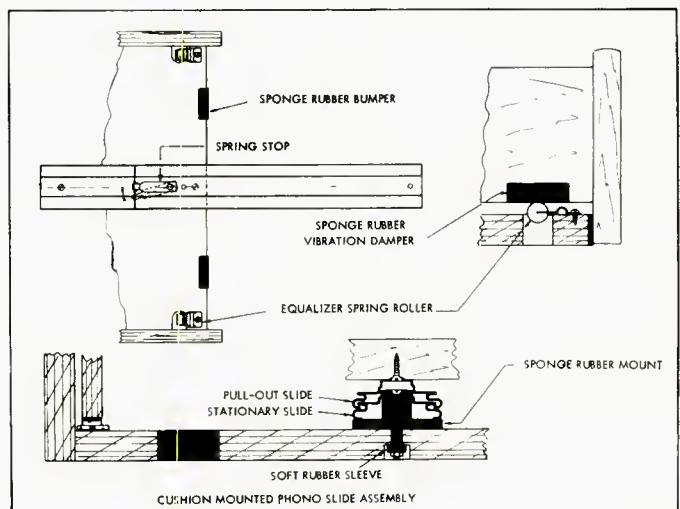 SPONGE RUBBER BUMPER
SPRING STOP
SPONGE RUBBER
VIBRATION DAMPER
EQUALIZER SPRING ROLLER
SPONGE RUBBER MOUNT
PULL-OUT SLIDE
STATIONARY SLIDE
SOFT RUBBER SLEEVE
CUSHION MOUNTED PHONO SLIDE ASSEMBLY